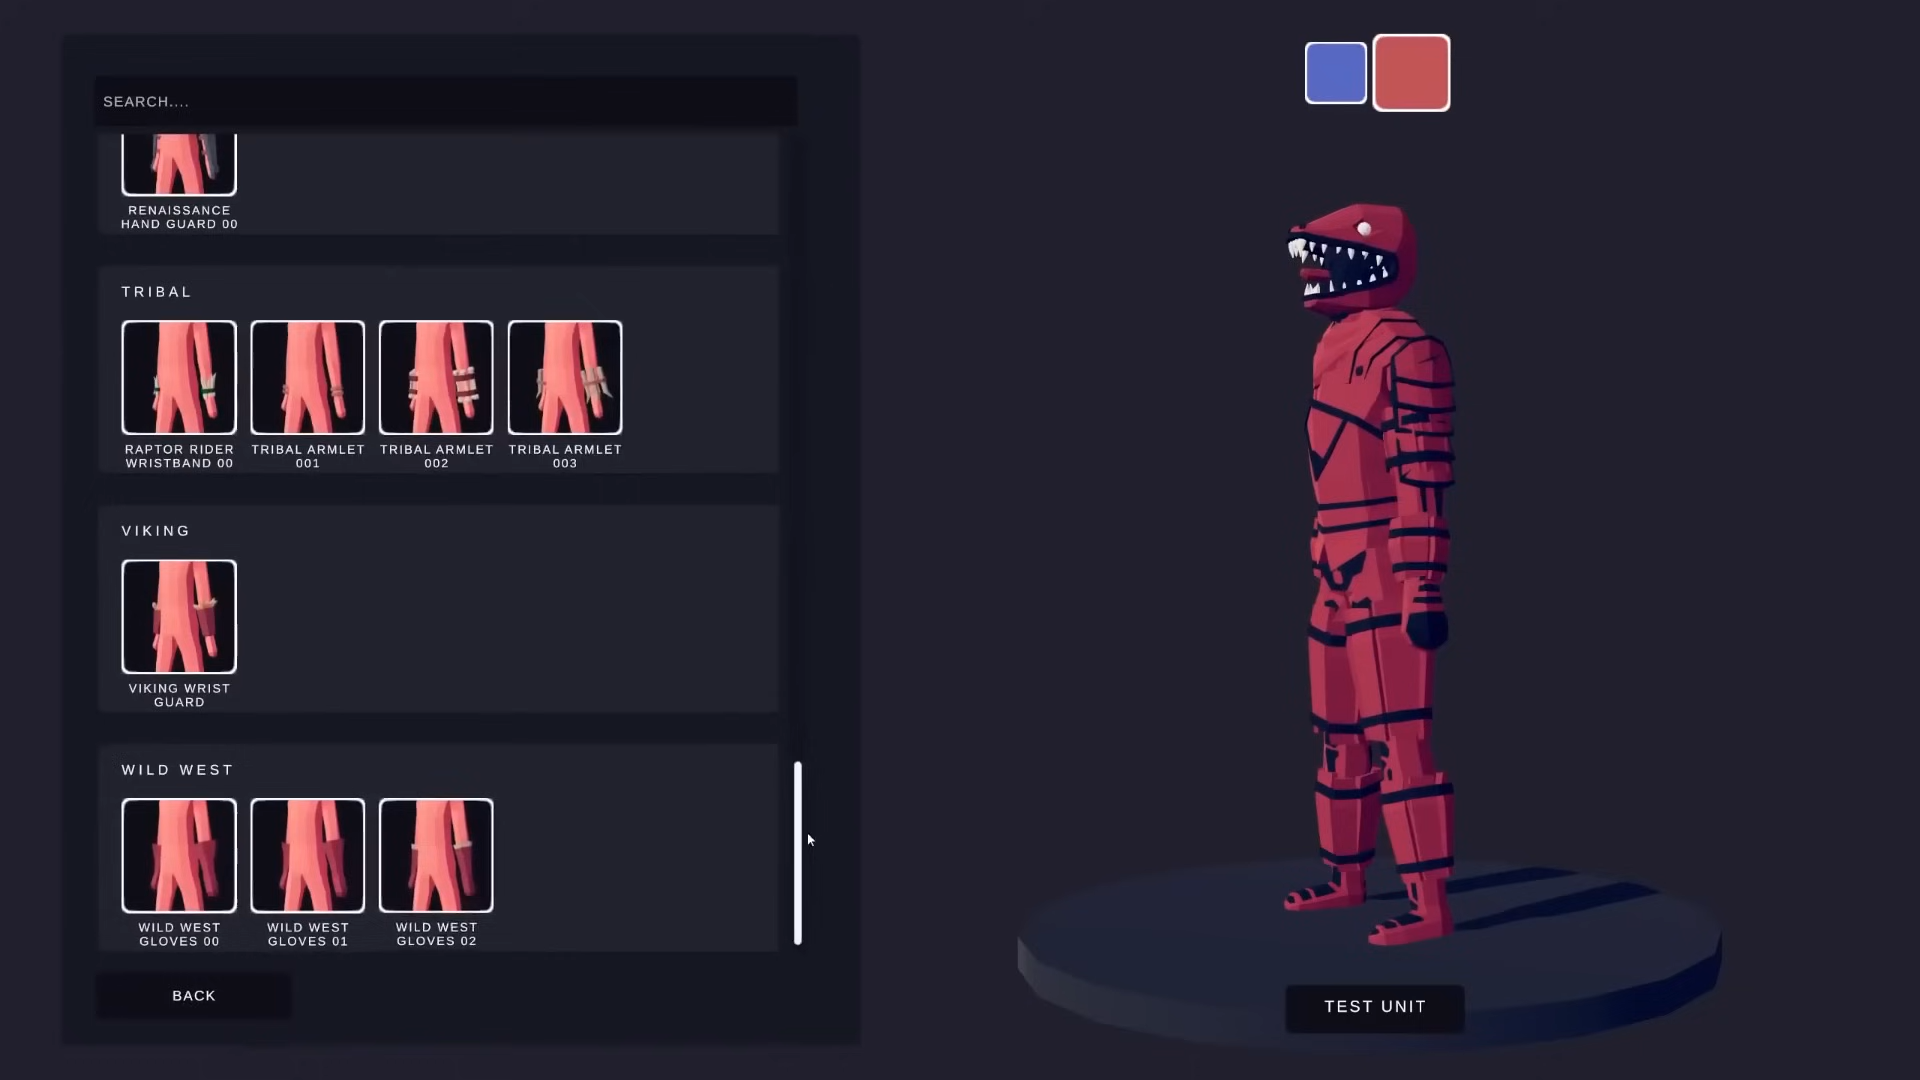 SEARCH....
RENAISSANCE
HAND GUARD 00
TRIBAL
RAPTOR RIDER
WRISTBAND 00
TRIBAL ARMLET
001
TRIBAL ARMLET
002
TRIBAL ARMLET
003
VIKING
VIKING WRIST
GUARD
WILD WEST
WILD WEST
GLOVES 00
WILD WEST
GLOVES 01
WILD WEST
GLOVES 02
BACK
TEST UNIT